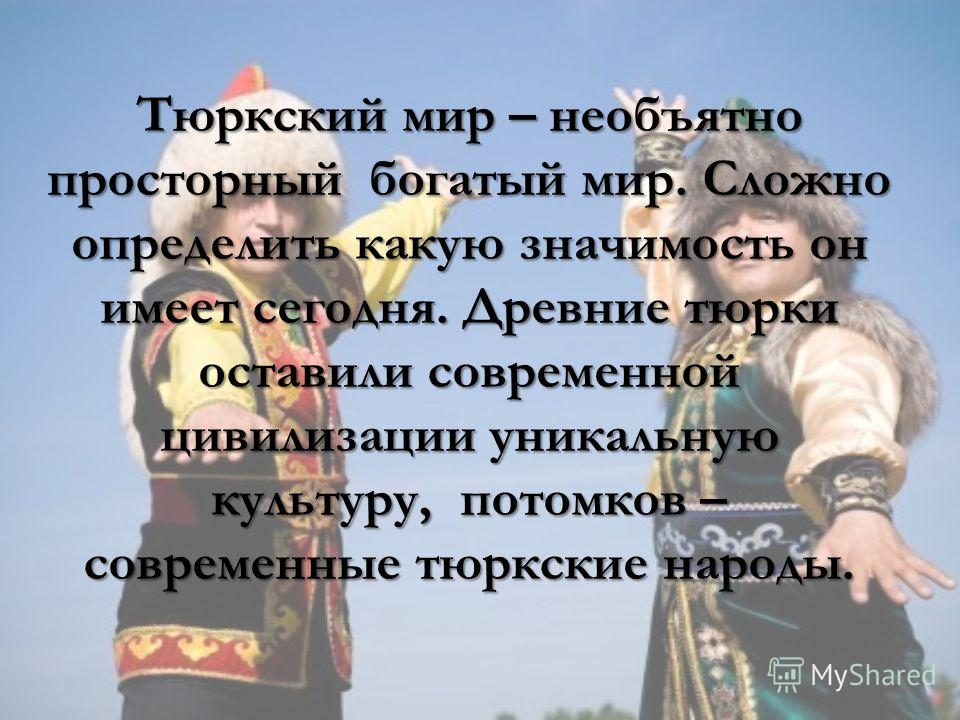 Тюркский мир – необъятно
просторный богатый мир. Сложно
определить какую значимость он
имеет сегодня. Древние тюрки
оставили современной
цивилизации уникальную
культуру, потомков –
современные тюркские народы.
MyShared